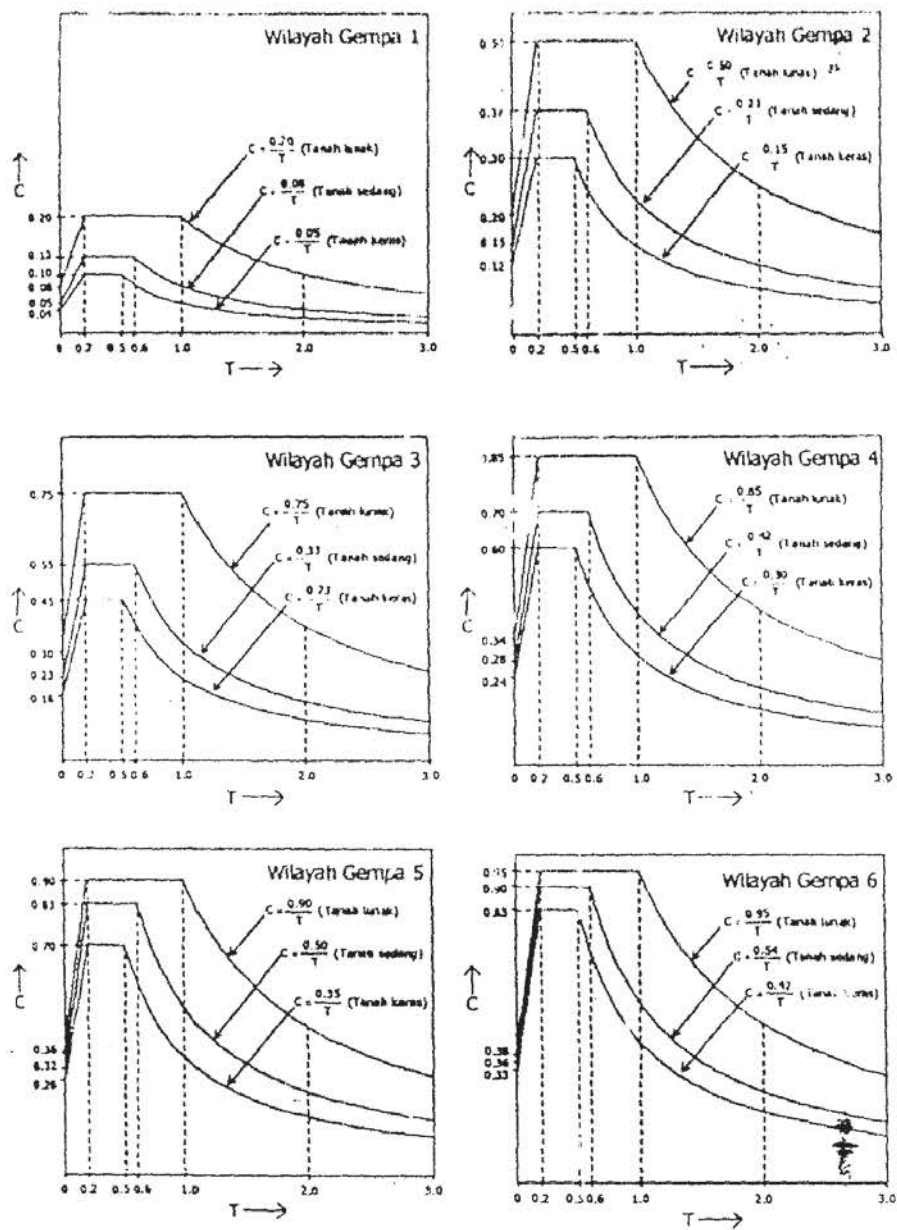 Wilayah Gempa 1
C = 0.20/T (Tanah lunak)
C = 0.08/T (Tanah sedang)
C = 0.05/T (Tanah keras)
C
0.20
0.13
0.10
0.08
0.05
0.04
0 0.2 0.5 0.6 1.0 2.0 3.0
T
Wilayah Gempa 2
C 0.50/T (Tanah lunak)
C = 0.23/T (Tanah sedang)
C 0.15/T (Tanah keras)
C
0.50
0.37
0.30
0.20
0.15
0.12
0 0.2 0.5 0.6 1.0 2.0 3.0
T
Wilayah Gempa 3
C = 0.75/T (Tanah lunak)
C = 0.33/T (Tanah sedang)
C = 0.23/T (Tanah keras)
C
0.75
0.55
0.45
0.30
0.23
0.18
0 0.2 0.5 0.6 1.0 2.0 3.0
T
Wilayah Gempa 4
C = 0.85/T (Tanah lunak)
C = 0.42/T (Tanah sedang)
C = 0.30/T (Tanah keras)
C
0.85
0.70
0.60
0.34
0.28
0.24
0 0.2 0.5 0.6 1.0 2.0 3.0
T
Wilayah Gempa 5
C = 0.90/T (Tanah lunak)
C = 0.50/T (Tanah sedang)
C = 0.35/T (Tanah keras)
C
0.90
0.83
0.70
0.36
0.32
0.28
0 0.2 0.5 0.6 1.0 2.0 3.0
T
Wilayah Gempa 6
C = 0.95/T (Tanah lunak)
C = 0.54/T (Tanah sedang)
C = 0.42/T (Tanah keras)
C
0.95
0.90
0.83
0.38
0.36
0.33
0 0.2 0.5 0.6 1.0 2.0 3.0
T